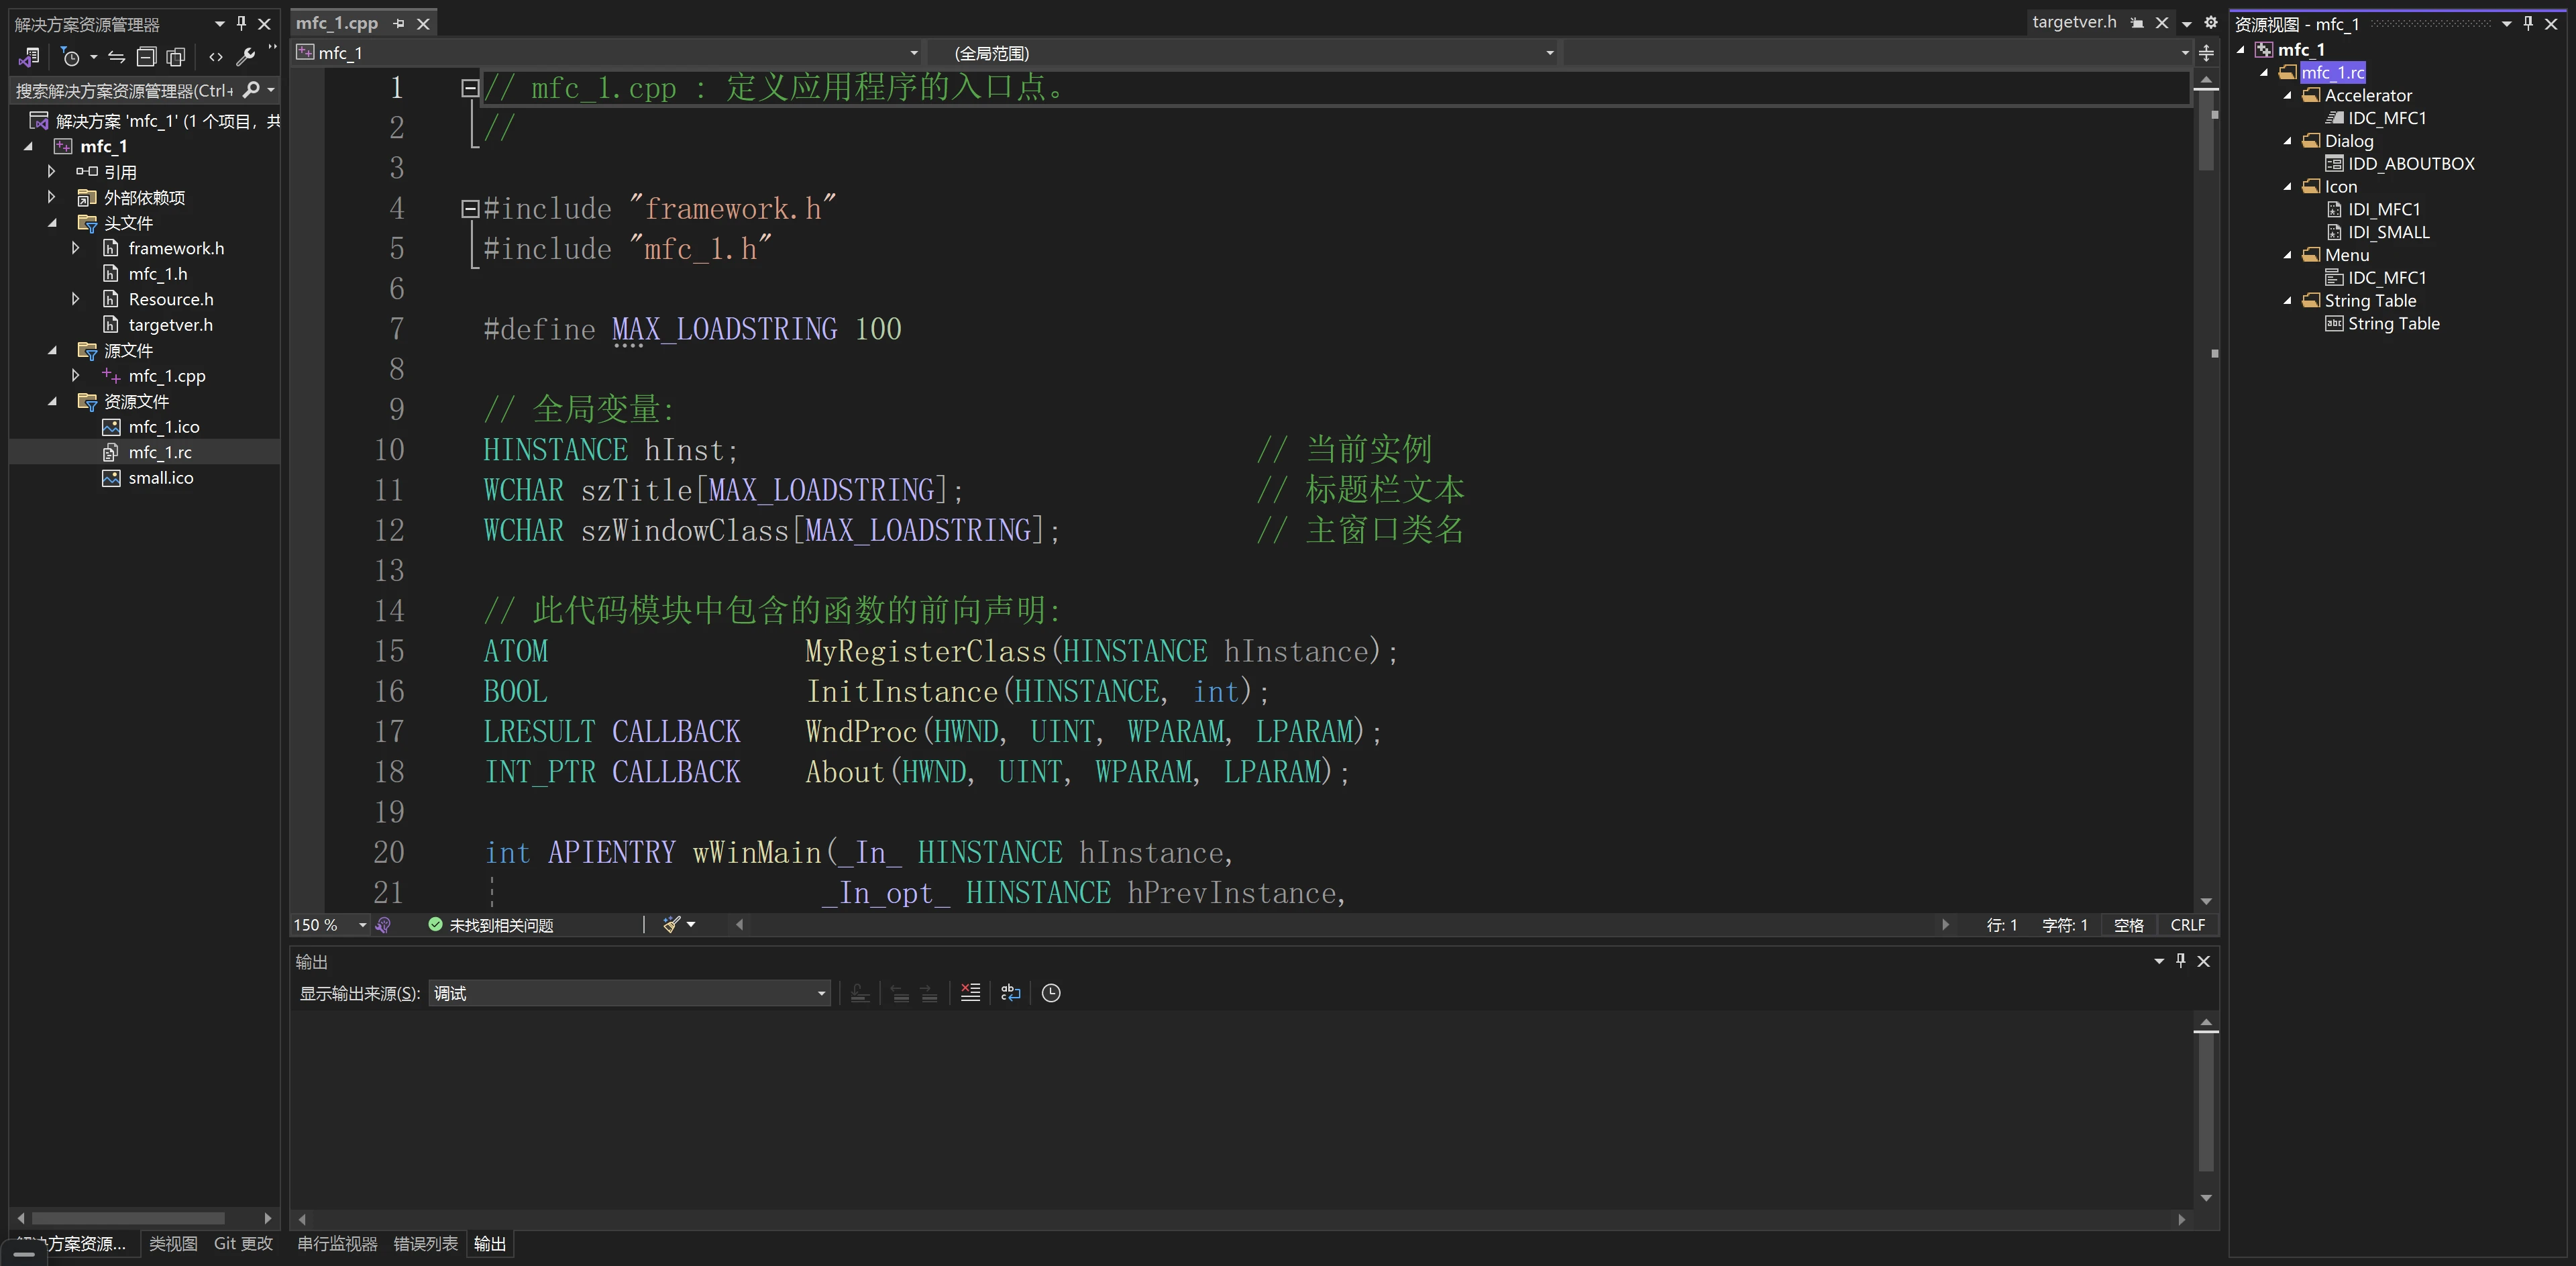 解决方案资源管理器
搜索解决方案资源管理器(Ctrl+
解决方案 'mfc_1' (1 个项目，共
mfc_1
引用
外部依赖项
头文件
framework.h
mfc_1.h
Resource.h
targetver.h
源文件
mfc_1.cpp
资源文件
mfc_1.ico
mfc_1.rc
small.ico
方案资源...
类视图
Git 更改
mfc_1.cpp
targetver.h
mfc_1
(全局范围)
1 // mfc_1.cpp : 定义应用程序的入口点。
2 //
3
4 #include "framework.h"
5 #include "mfc_1.h"
6
7 #define MAX_LOADSTRING 100
8
9 // 全局变量:
10 HINSTANCE hInst; // 当前实例
11 WCHAR szTitle[MAX_LOADSTRING]; // 标题栏文本
12 WCHAR szWindowClass[MAX_LOADSTRING]; // 主窗口类名
13
14 // 此代码模块中包含的函数的前向声明:
15 ATOM MyRegisterClass(HINSTANCE hInstance);
16 BOOL InitInstance(HINSTANCE, int);
17 LRESULT CALLBACK WndProc(HWND, UINT, WPARAM, LPARAM);
18 INT_PTR CALLBACK About(HWND, UINT, WPARAM, LPARAM);
19
20 int APIENTRY wWinMain(_In_ HINSTANCE hInstance,
21 _In_opt_ HINSTANCE hPrevInstance,
150 %
未找到相关问题
行: 1
字符: 1
空格
CRLF
输出
显示输出来源(S):
调试
串行监视器
错误列表
输出
资源视图 - mfc_1
mfc_1
mfc_1.rc
Accelerator
IDC_MFC1
Dialog
IDD_ABOUTBOX
Icon
IDI_MFC1
IDI_SMALL
Menu
IDC_MFC1
String Table
abc String Table